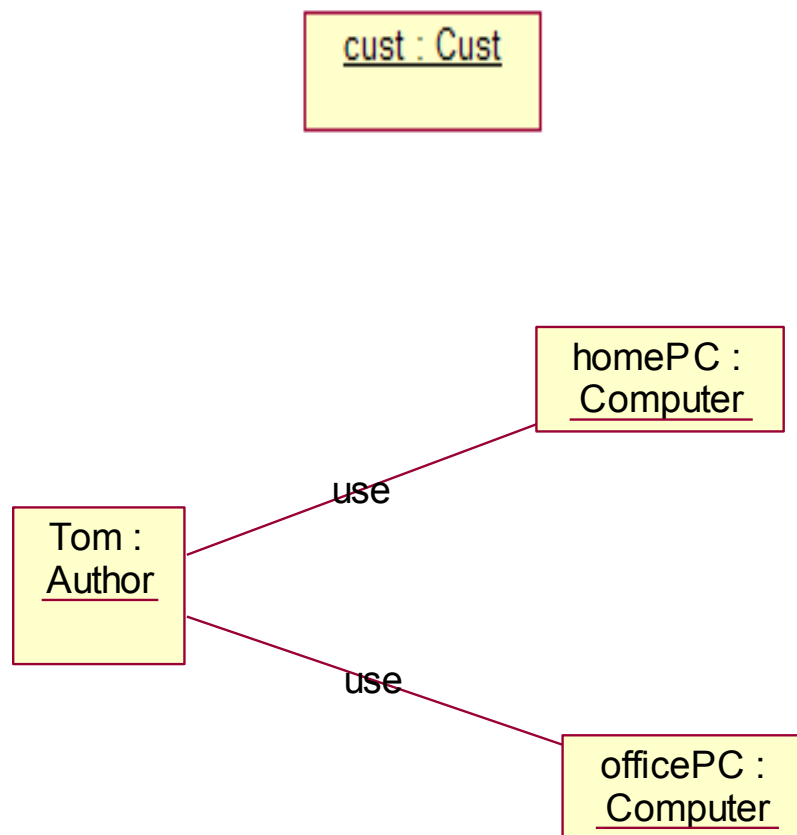 cust : Cust
homePC :
Computer
use
Tom :
Author
use
officePC :
Computer